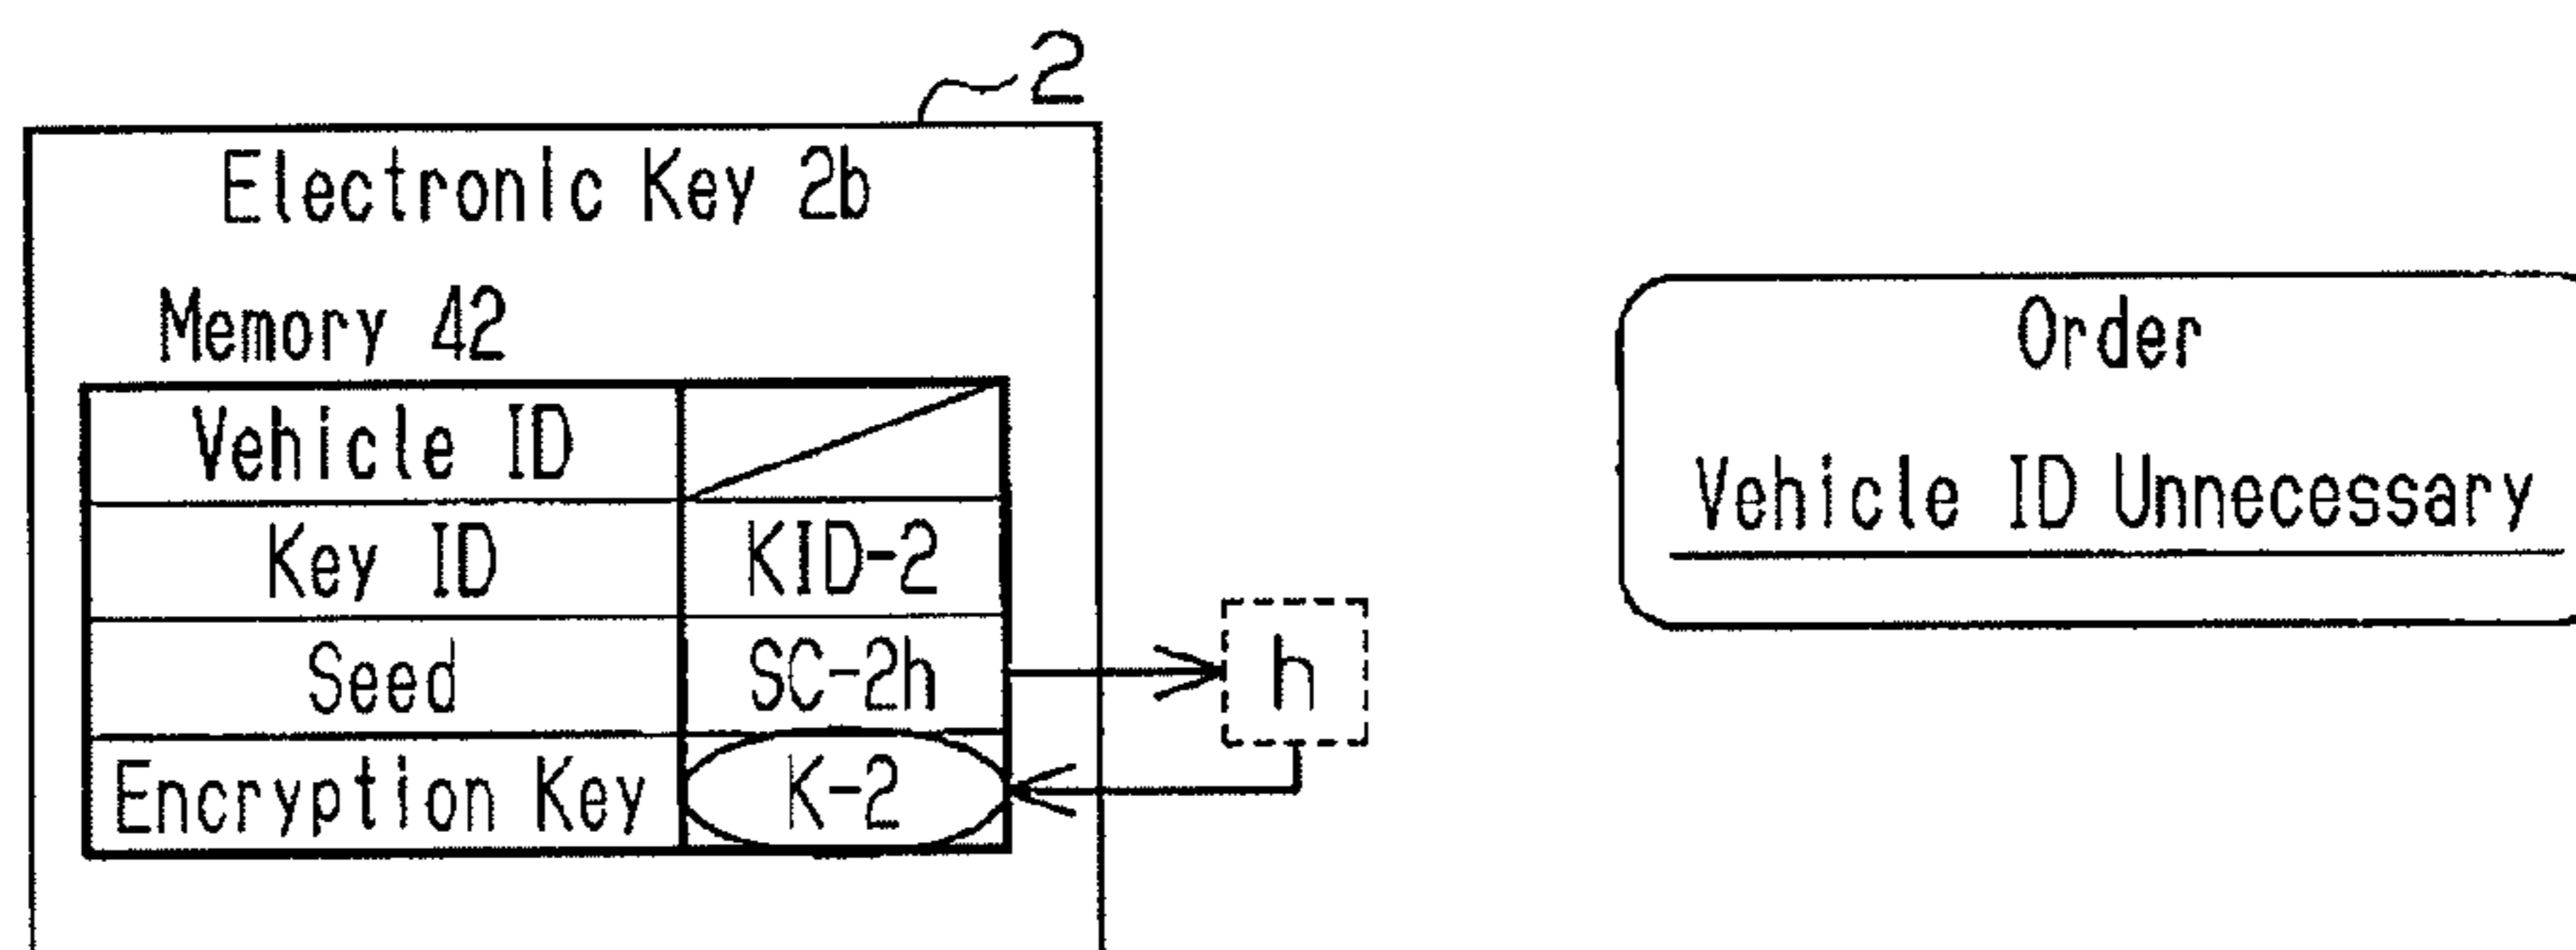 2
Electronic Key 2b
Memory 42
Vehicle ID
Key ID KID-2
Seed SC-2h
Encryption Key K-2
h
Order
Vehicle ID Unnecessary